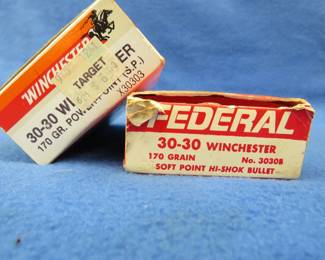 WINCHESTER
TARGET
30-30 WI ER
170 GR. POWER-POINT (S.P.)
X30303
FEDERAL
30-30 WINCHESTER
170 GRAIN No. 3030B
SOFT POINT HI-SHOK BULLET